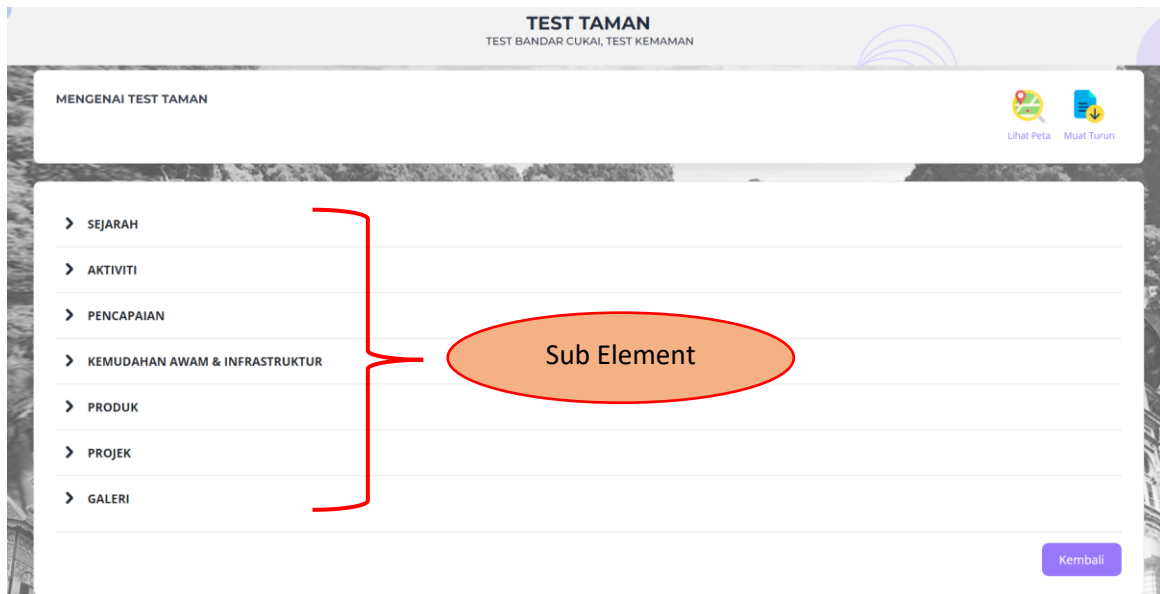 TEST TAMAN
TEST BANDAR CUKAI, TEST KEMAMAN
MENGENAI TEST TAMAN
Lihat Peta Muat Turun
SEJARAH
AKTIVITI
PENCAPAIAN
KEMUDAHAN AWAM & INFRASTRUKTUR
Sub Element
PRODUK
PROJEK
GALERI
Kembali